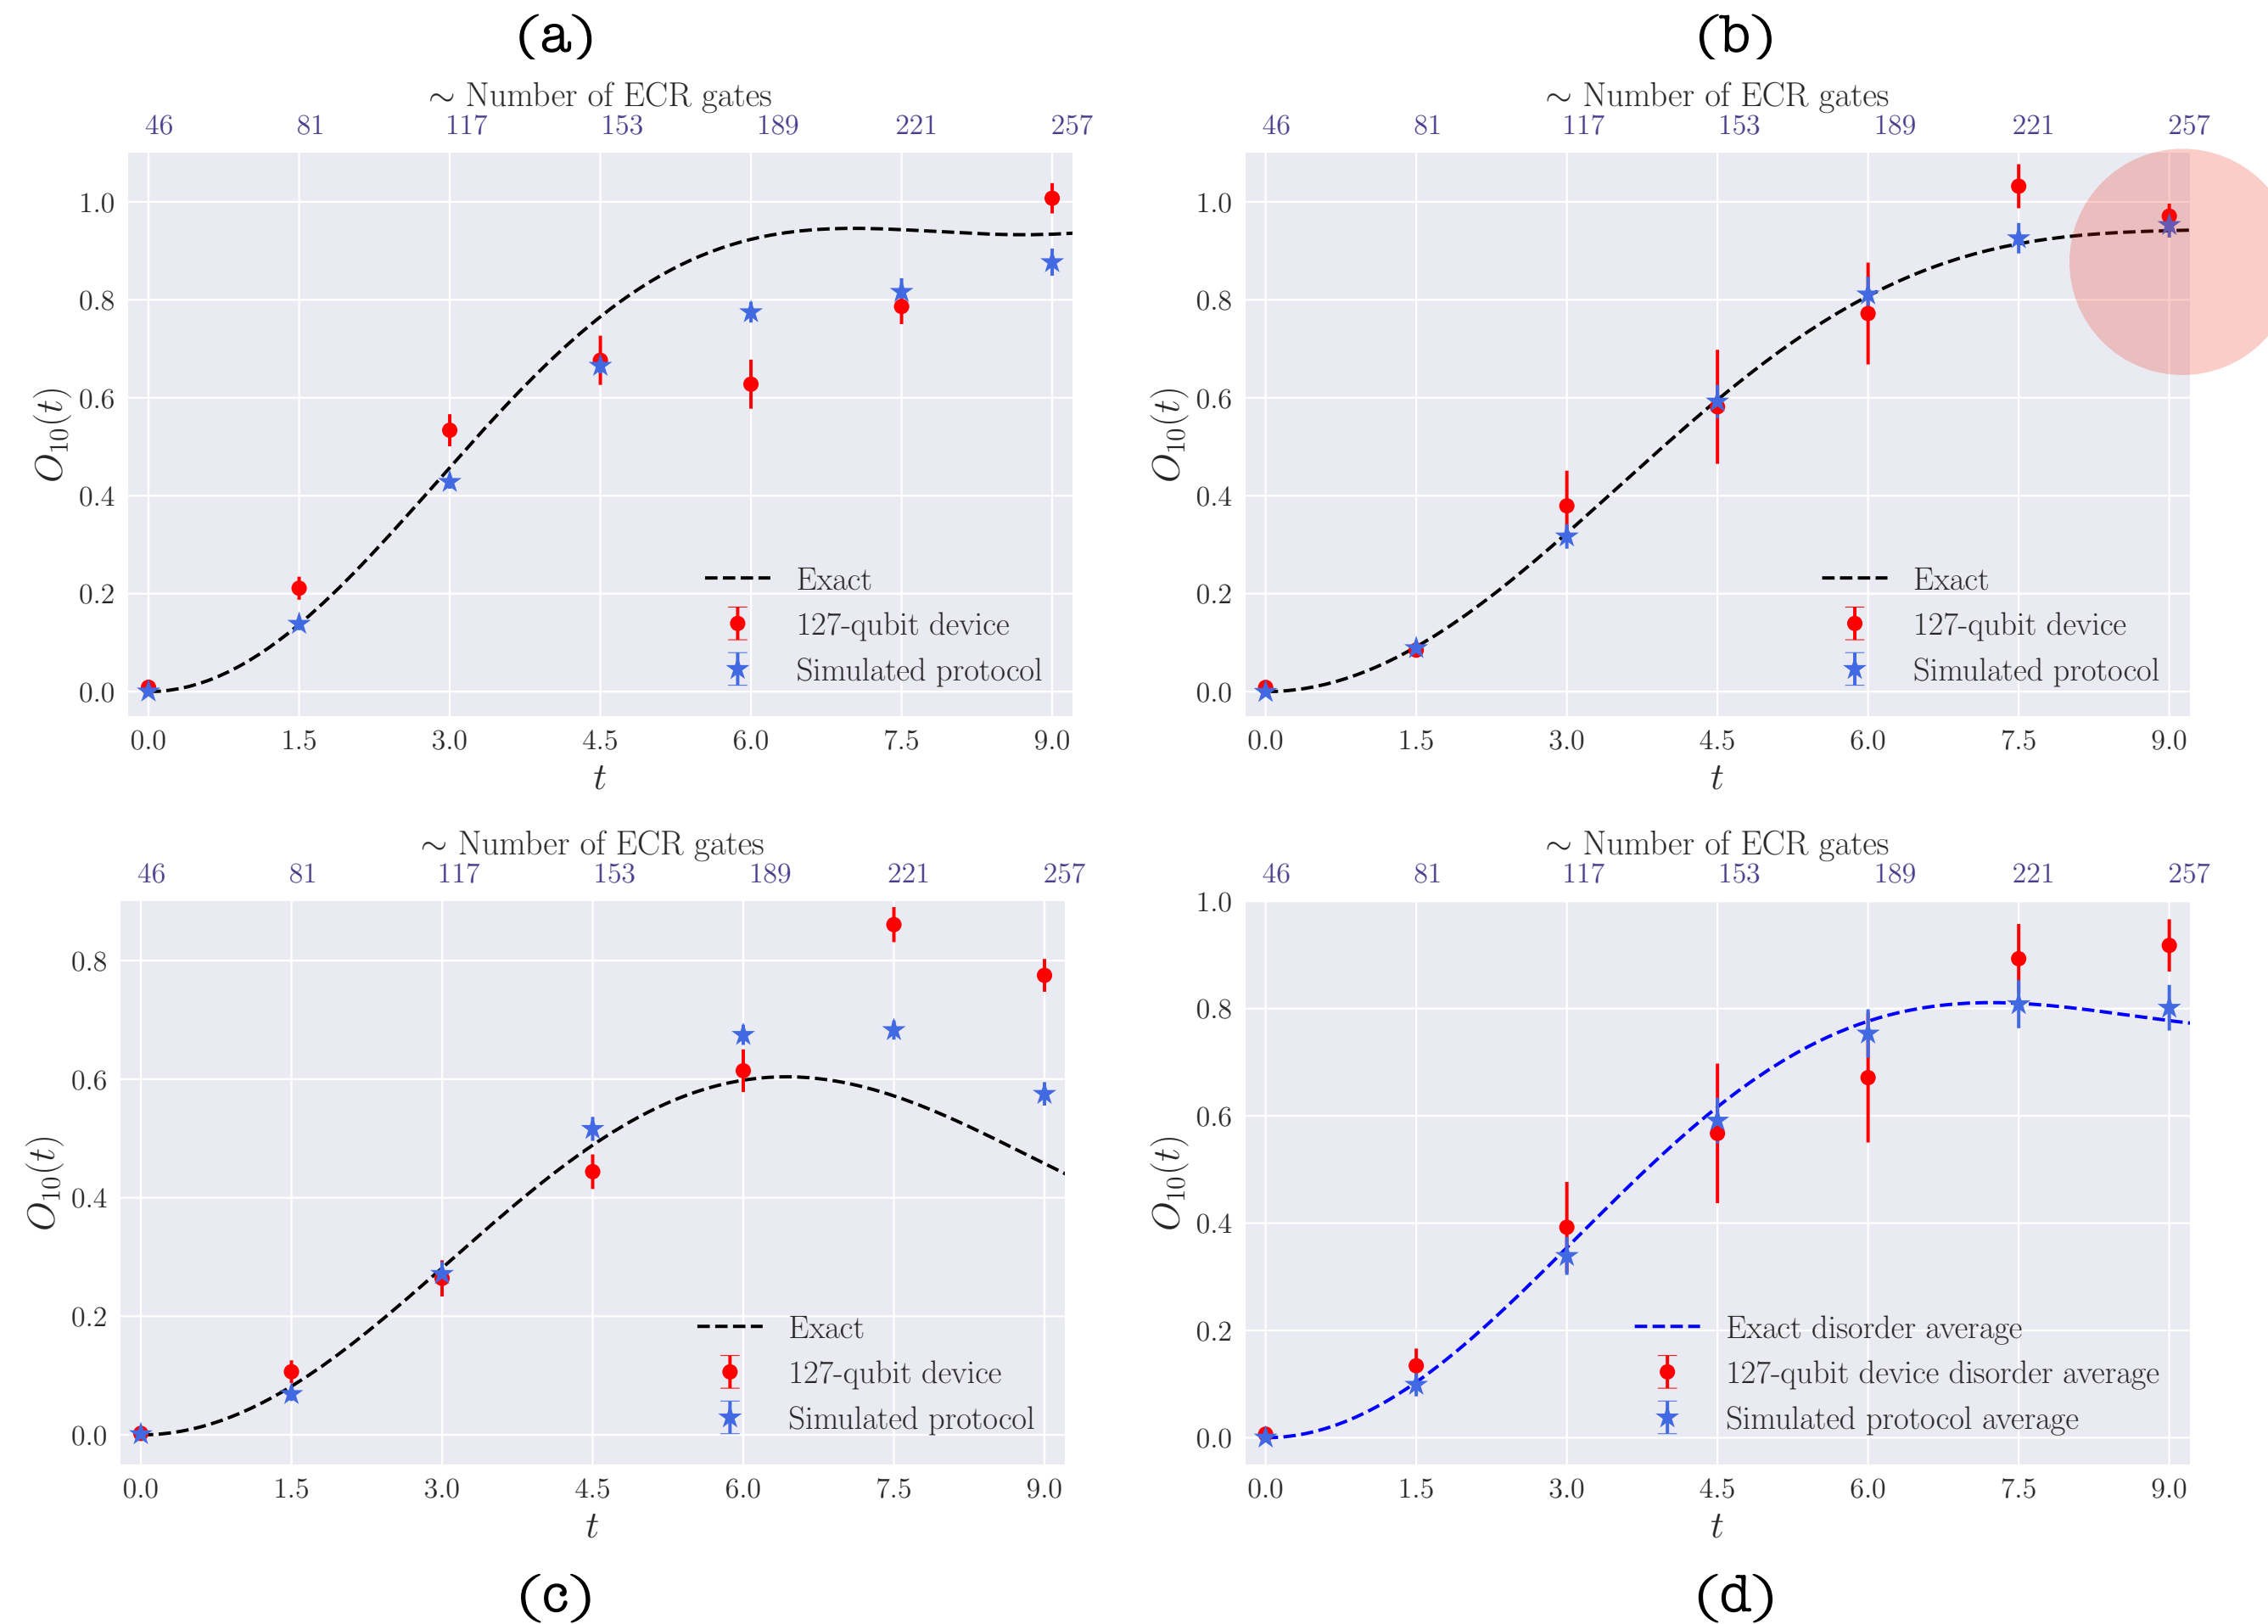 (a)
∼ Number of ECR gates
46 81 117 153 189 221 257
1.0
0.8
0.6
0.4
0.2
0.0
O₁₀(t)
Exact
127-qubit device
Simulated protocol
0.0 1.5 3.0 4.5 6.0 7.5 9.0
t
(b)
∼ Number of ECR gates
46 81 117 153 189 221 257
1.0
0.8
0.6
0.4
0.2
0.0
O₁₀(t)
Exact
127-qubit device
Simulated protocol
0.0 1.5 3.0 4.5 6.0 7.5 9.0
t
∼ Number of ECR gates
46 81 117 153 189 221 257
0.8
0.6
0.4
0.2
0.0
O₁₀(t)
Exact
127-qubit device
Simulated protocol
0.0 1.5 3.0 4.5 6.0 7.5 9.0
t
(c)
∼ Number of ECR gates
46 81 117 153 189 221 257
1.0
0.8
0.6
0.4
0.2
0.0
O₁₀(t)
Exact disorder average
127-qubit device disorder average
Simulated protocol average
0.0 1.5 3.0 4.5 6.0 7.5 9.0
t
(d)